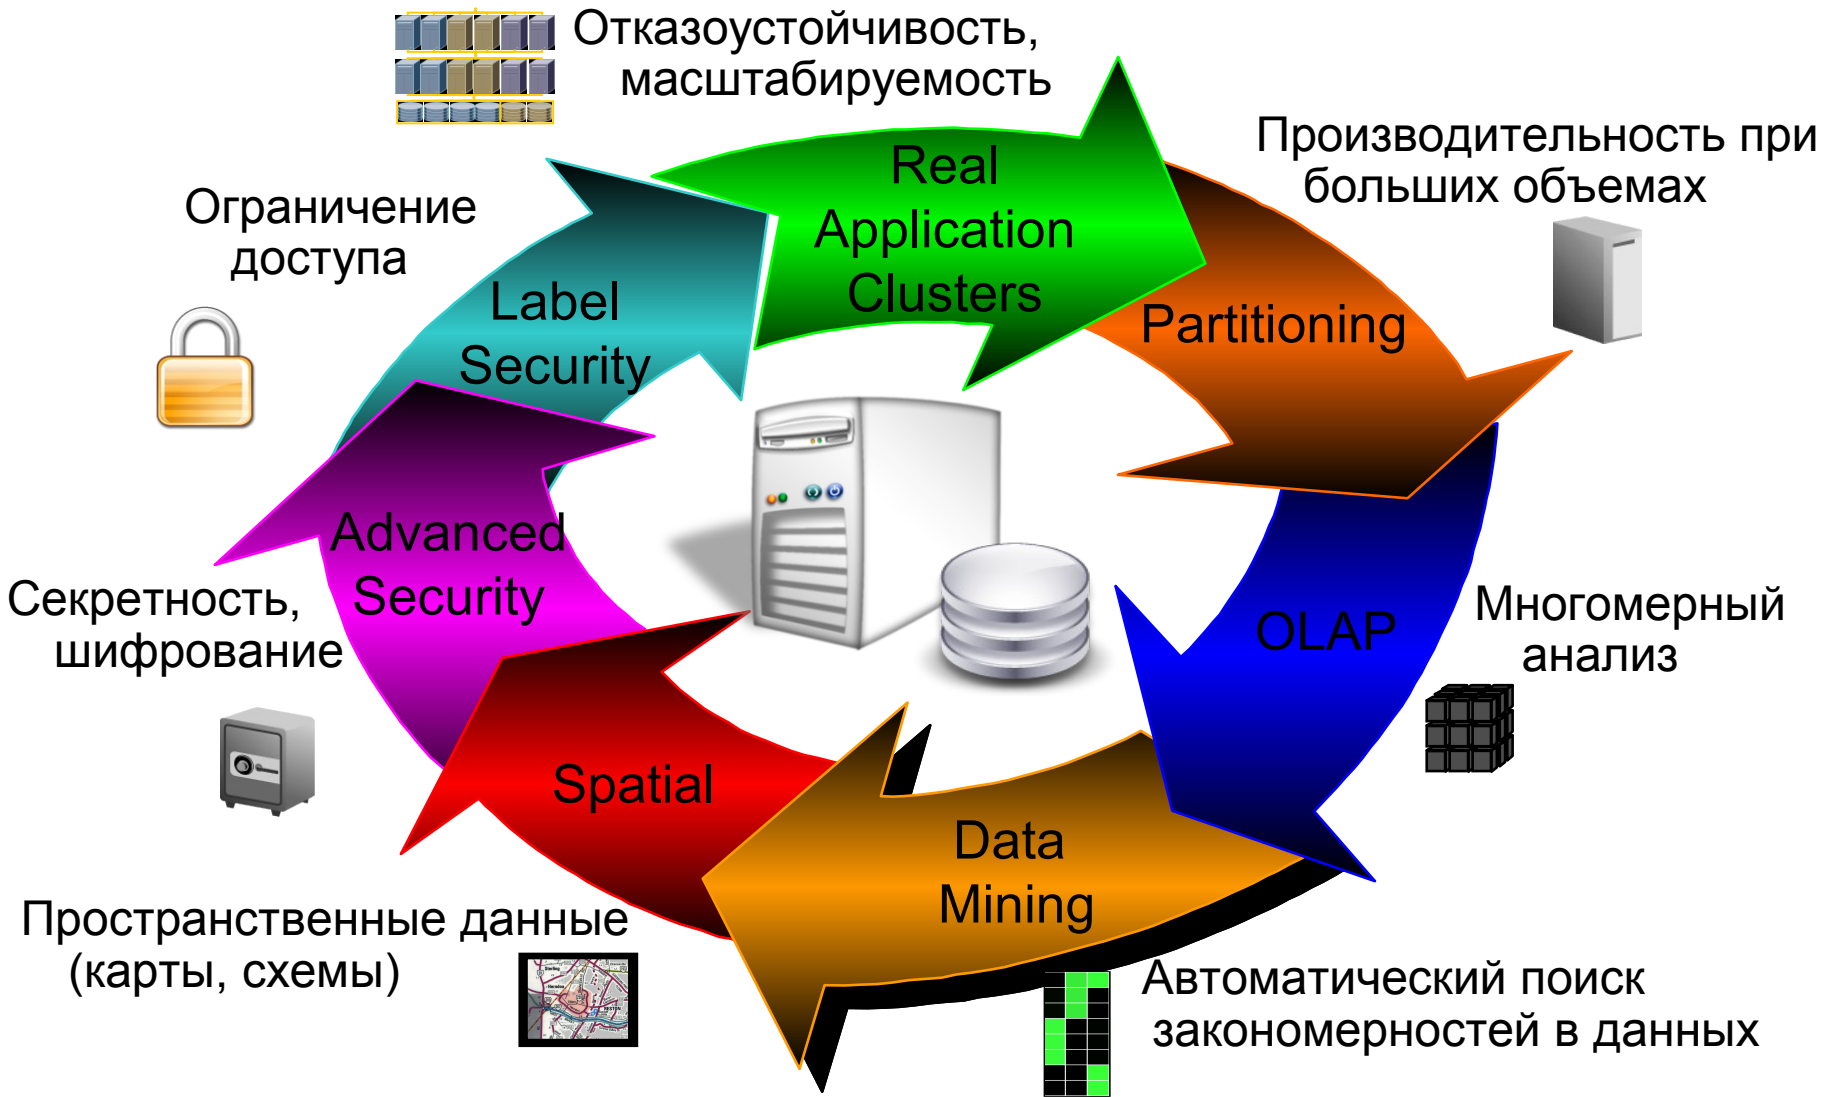 Отказоустойчивость,
масштабируемость
Real
Application
Clusters
Производительность при
больших объемах
Partitioning
Ограничение
доступа
Label
Security
Advanced
Security
Секретность,
шифрование
OLAP
Многомерный
анализ
Spatial
Data
Mining
Пространственные данные
(карты, схемы)
Автоматический поиск
закономерностей в данных